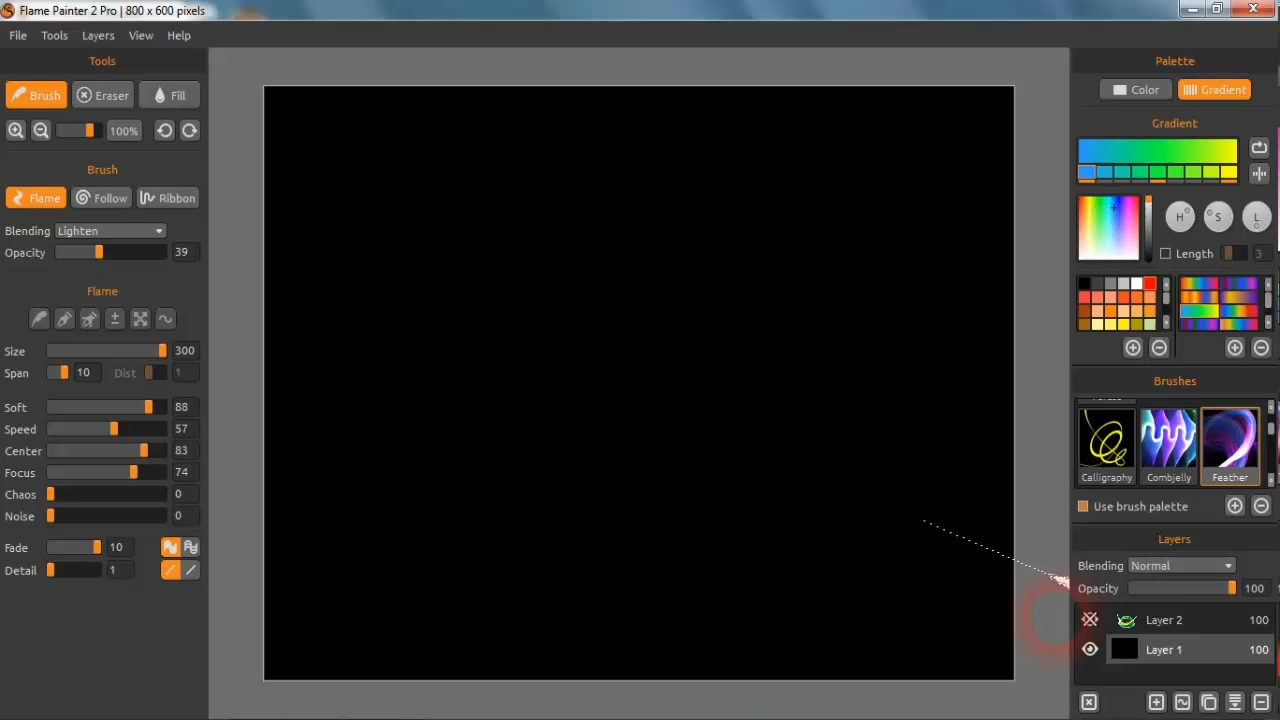 Flame Painter 2 Pro | 800 x 600 pixels
File Tools Layers View Help
Tools
Brush Eraser Fill
100%
Brush
Flame Follow Ribbon
Blending Lighten
Opacity 39
Flame
Size 300
Span 10 Dist 1
Soft 88
Speed 57
Center 83
Focus 74
Chaos 0
Noise 0
Fade 10
Detail 1
Palette
Color Gradient
Gradient
H S L
Length 3
Brushes
Calligraphy Combjelly Feather
Use brush palette
Layers
Blending Normal
Opacity 100
Layer 2 100
Layer 1 100